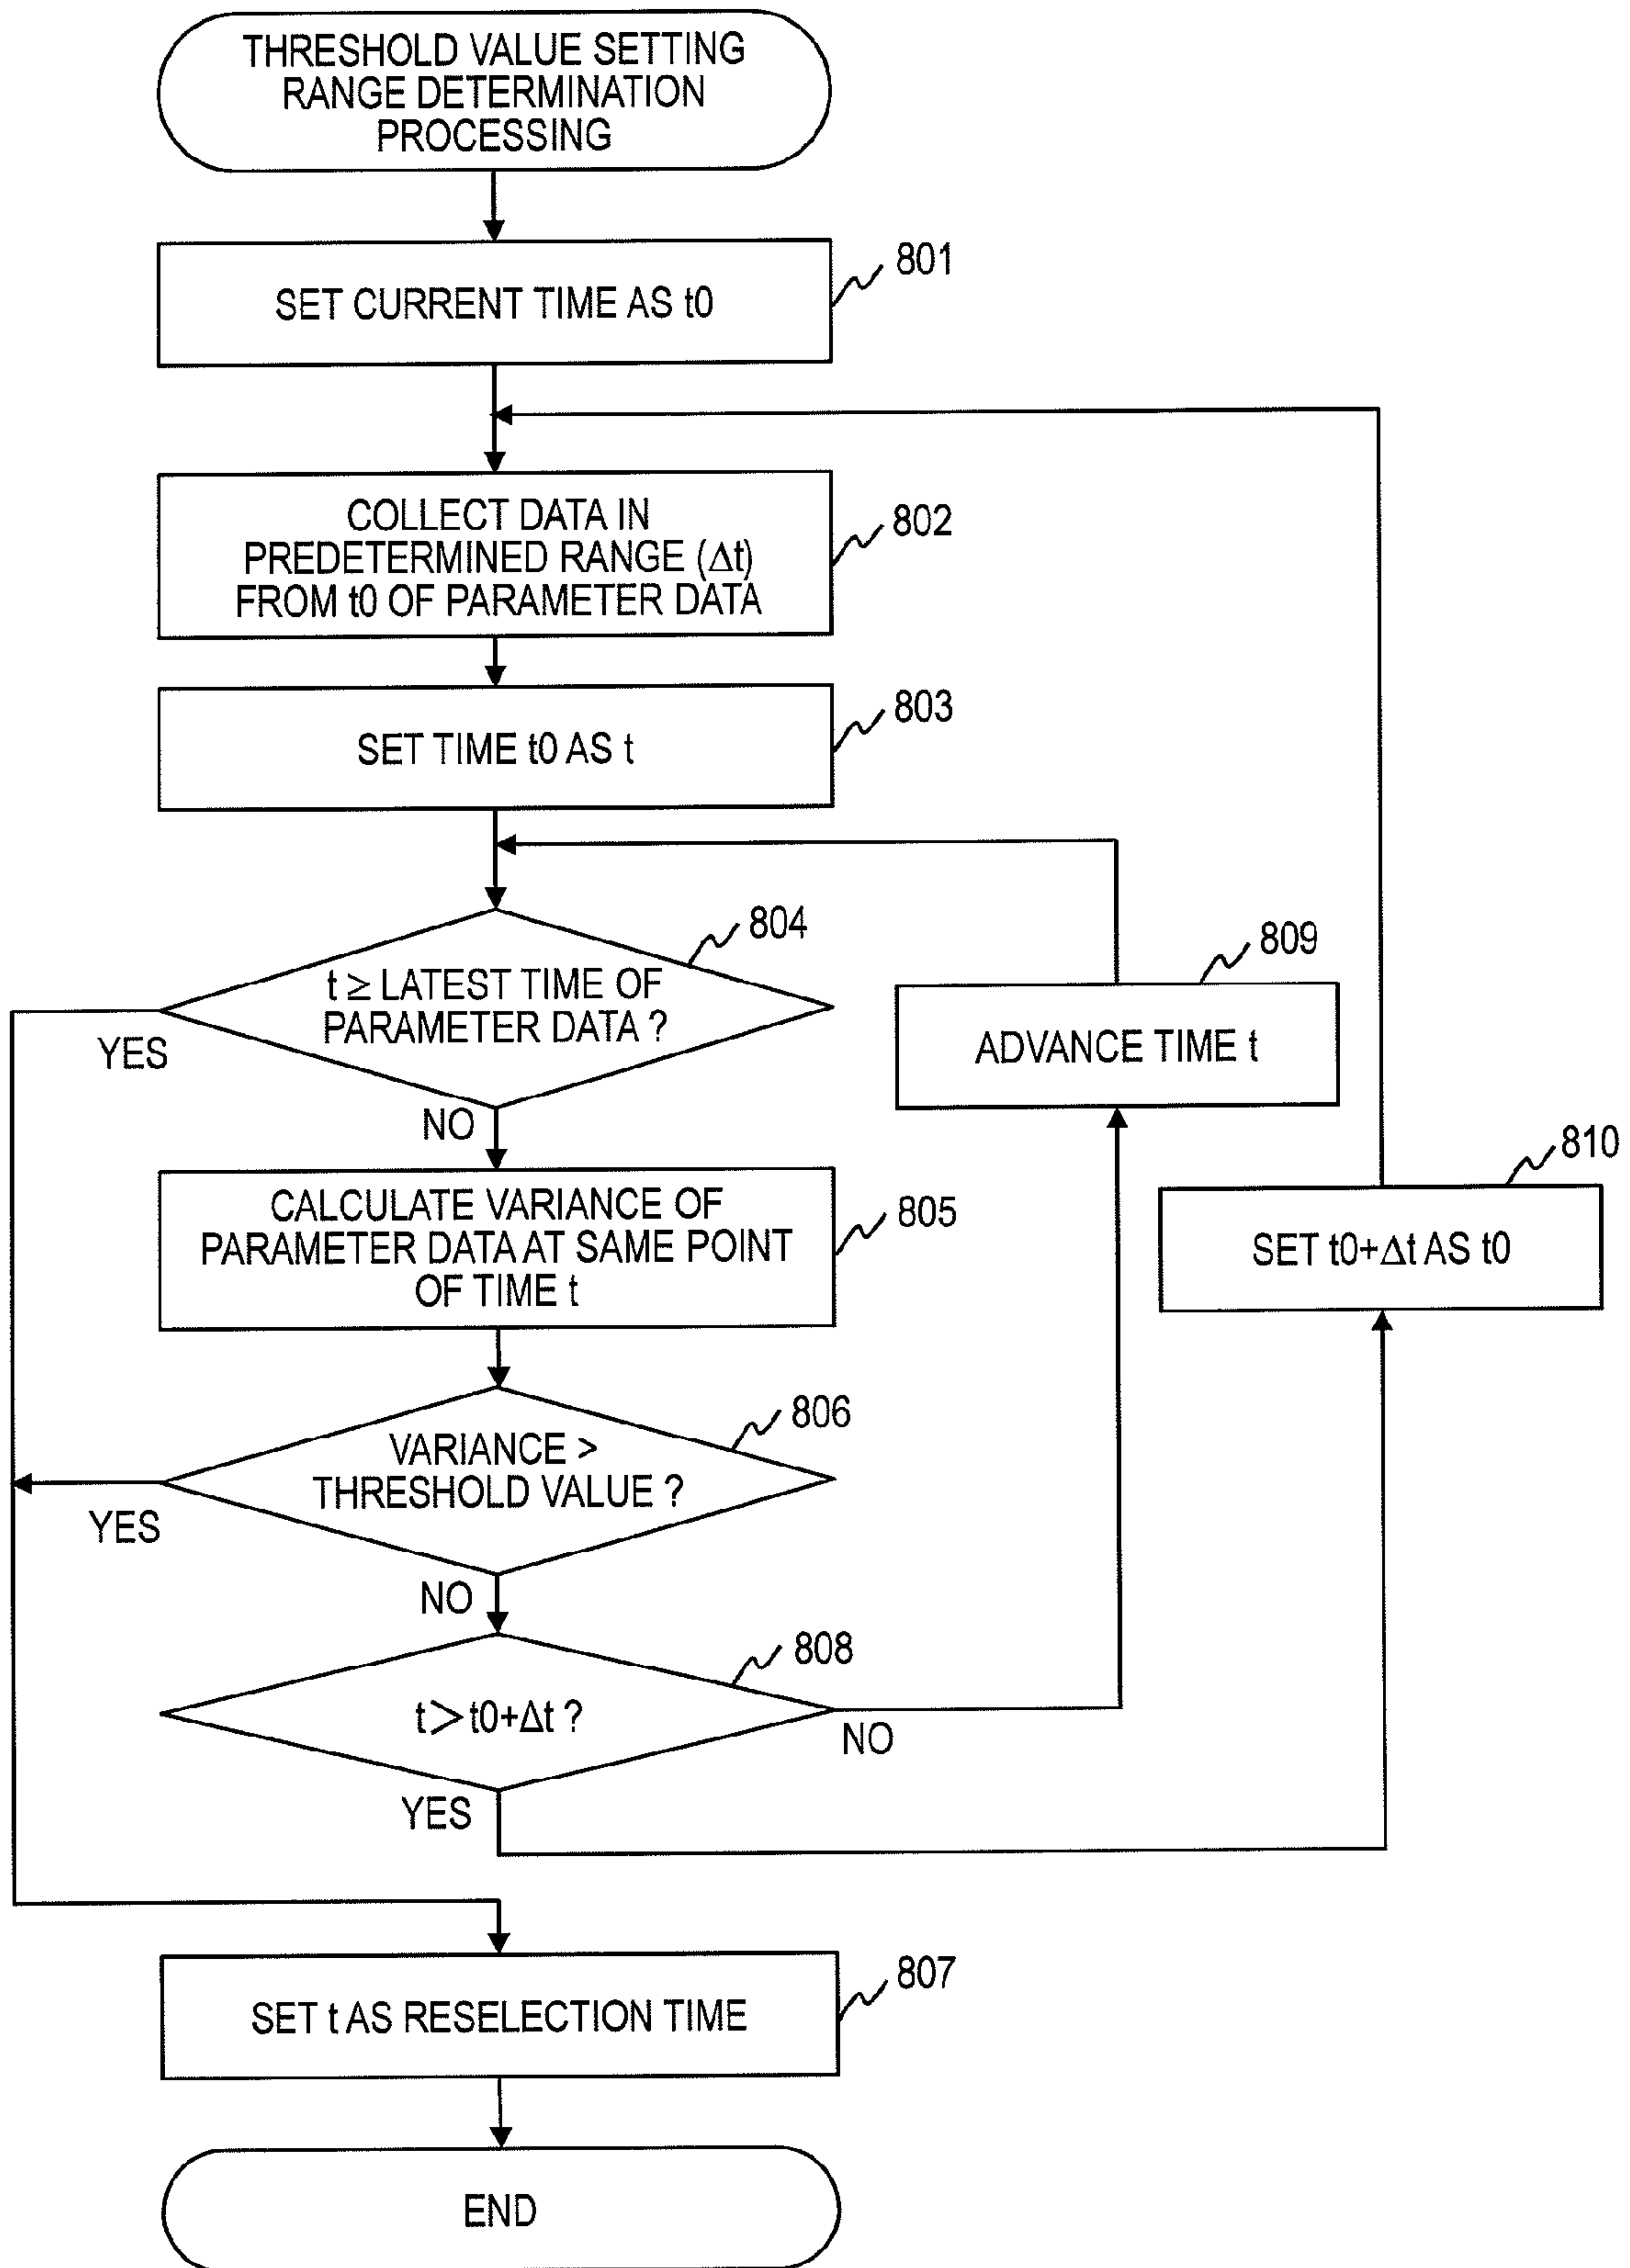 THRESHOLD VALUE SETTING
RANGE DETERMINATION
PROCESSING
801
SET CURRENT TIME AS t0
802
COLLECT DATA IN
PREDETERMINED RANGE (Δt)
FROM t0 OF PARAMETER DATA
803
SET TIME t0 AS t
804
t ≥ LATEST TIME OF
PARAMETER DATA ?
YES
NO
809
ADVANCE TIME t
810
SET t0+Δt AS t0
805
CALCULATE VARIANCE OF
PARAMETER DATA AT SAME POINT
OF TIME t
806
VARIANCE >
THRESHOLD VALUE ?
YES
NO
808
t > t0+Δt ?
NO
YES
807
SET t AS RESELECTION TIME
END